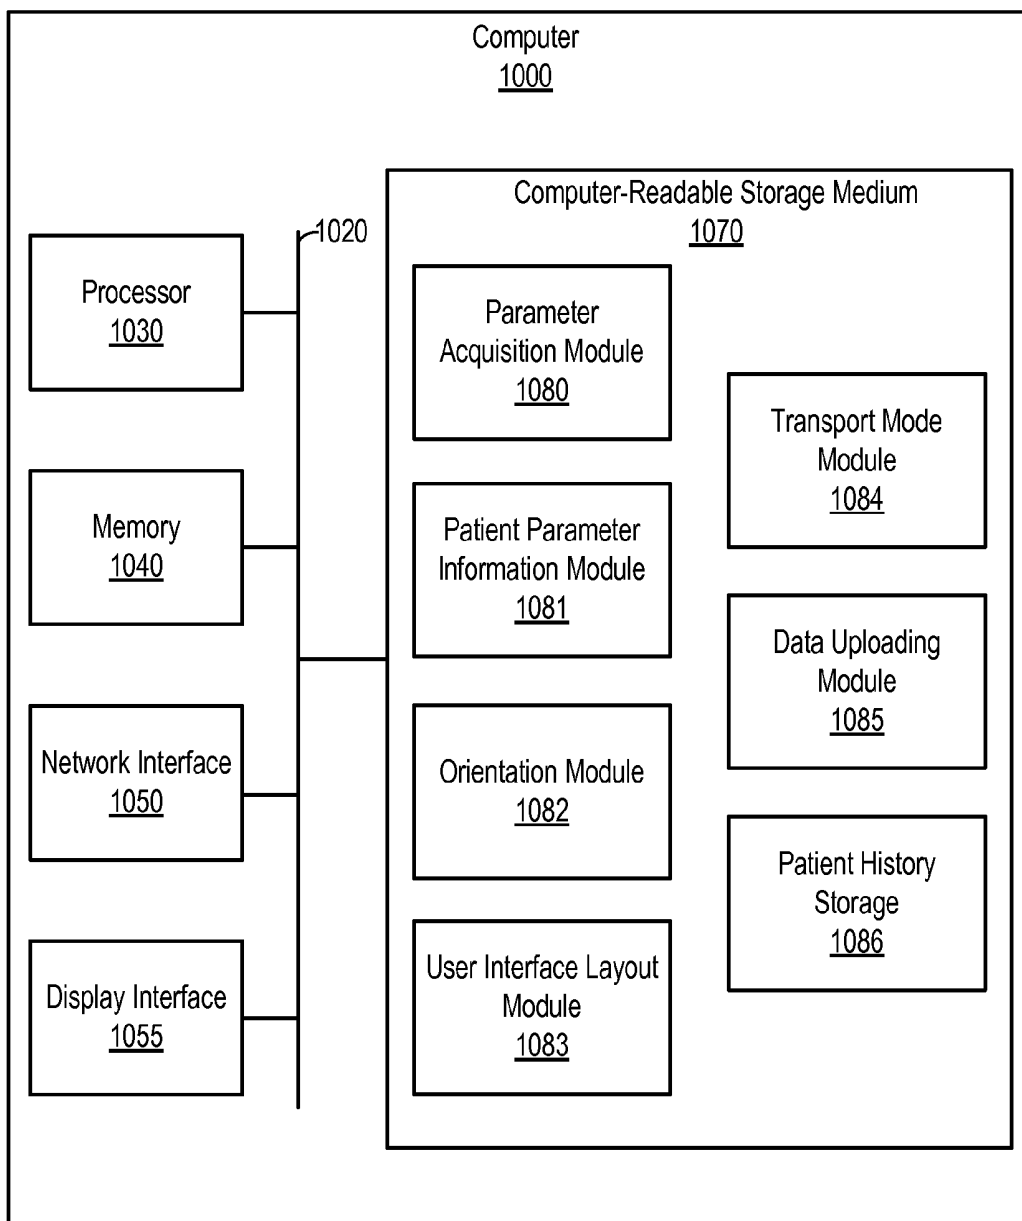 Computer
1000
1020
Processor
1030
Memory
1040
Network Interface
1050
Display Interface
1055
Computer-Readable Storage Medium
1070
Parameter
Acquisition Module
1080
Patient Parameter
Information Module
1081
Orientation Module
1082
User Interface Layout
Module
1083
Transport Mode
Module
1084
Data Uploading
Module
1085
Patient History
Storage
1086